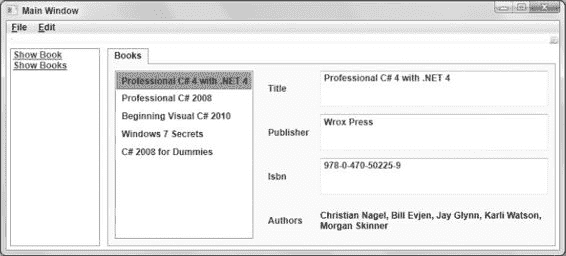 Main Window
File Edit
Show Book
Show Books
Books
Professional C# 4 with .NET 4
Professional C# 2008
Beginning Visual C# 2010
Windows 7 Secrets
C# 2008 for Dummies
Title
Professional C# 4 with .NET 4
Publisher
Wrox Press
Isbn
978-0-470-50225-9
Authors
Christian Nagel, Bill Evjen, Jay Glynn, Karli Watson,
Morgan Skinner